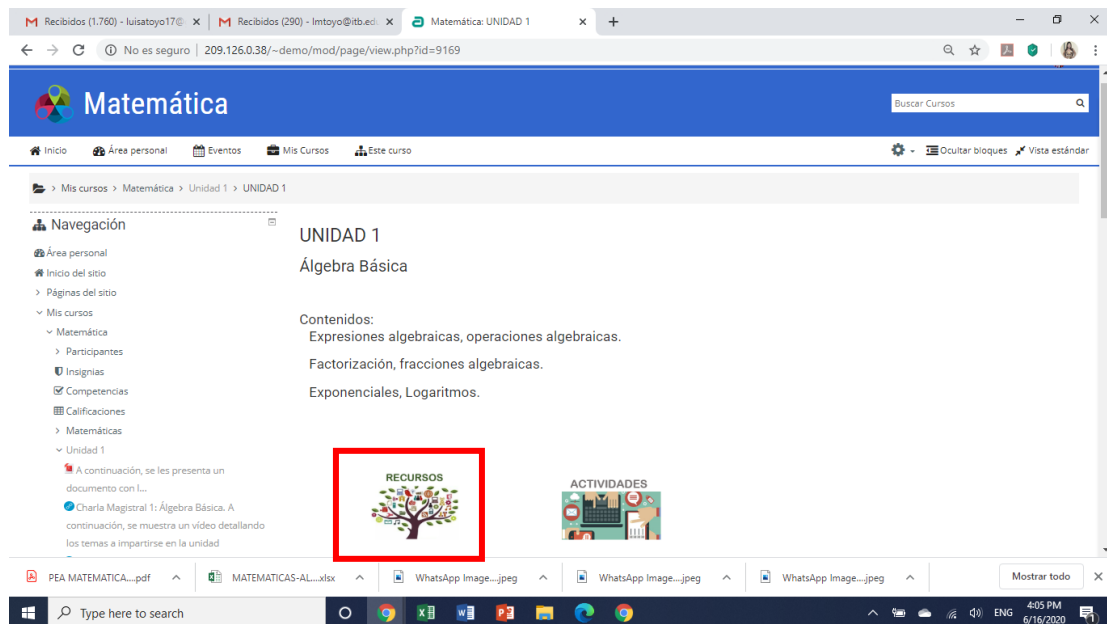 Recibidos (1.760) - luisatoyo17@
Recibidos (290) - lmtoyo@itb.ed
Matemática: UNIDAD 1
No es seguro | 209.126.0.38/~demo/mod/page/view.php?id=9169
Matemática
Buscar Cursos
Inicio Área personal Eventos Mis Cursos Este curso
Ocultar bloques Vista estándar
> Mis cursos > Matemática > Unidad 1 > UNIDAD 1
Navegación
Área personal
Inicio del sitio
Páginas del sitio
Mis cursos
Matemática
Participantes
Insignias
Competencias
Calificaciones
Matemáticas
Unidad 1
A continuación, se les presenta un
documento con l...
Charla Magistral 1: Álgebra Básica. A
continuación, se muestra un vídeo detallando
los temas a impartirse en la unidad
UNIDAD 1
Álgebra Básica
Contenidos:
Expresiones algebraicas, operaciones algebraicas.
Factorización, fracciones algebraicas.
Exponenciales, Logaritmos.
RECURSOS
ACTIVIDADES
PEA MATEMATICA....pdf
MATEMATICAS-AL....xlsx
WhatsApp Image....jpeg
WhatsApp Image....jpeg
WhatsApp Image....jpeg
Mostrar todo
Type here to search
ENG
4:05 PM
6/16/2020